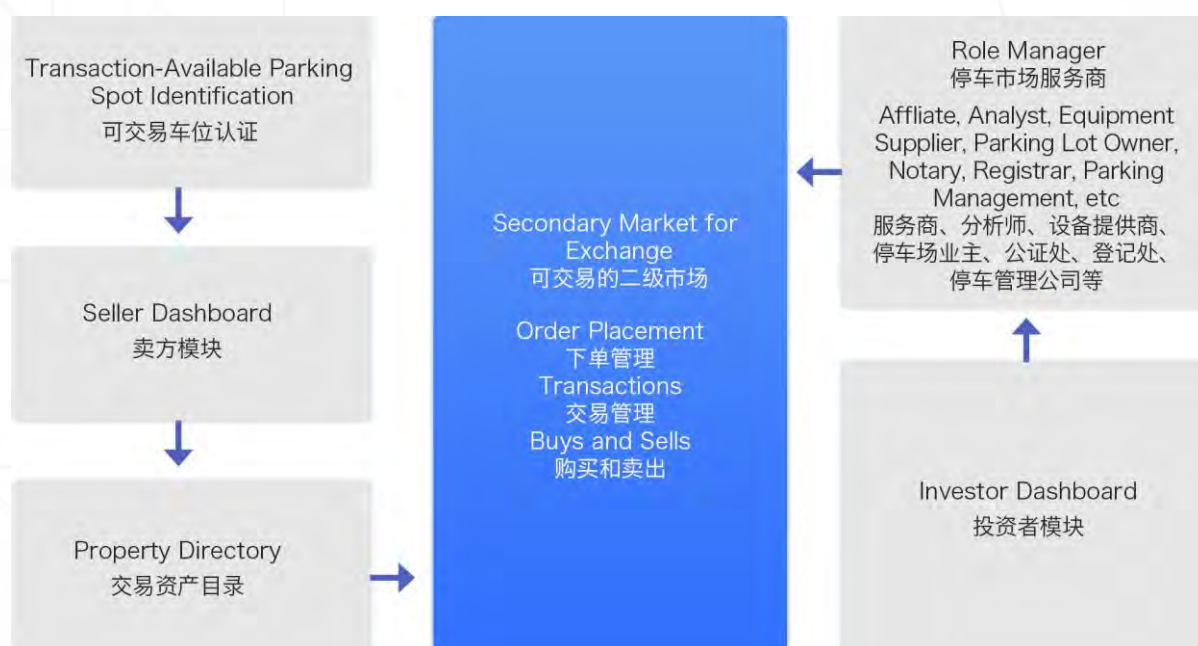 Transaction-Available Parking
Spot Identification
可交易车位认证
Seller Dashboard
卖方模块
Property Directory
交易资产目录
Secondary Market for
Exchange
可交易的二级市场
Order Placement
下单管理
Transactions
交易管理
Buys and Sells
购买和卖出
Role Manager
停车市场服务商
Affliate, Analyst, Equipment
Supplier, Parking Lot Owner,
Notary, Registrar, Parking
Management, etc
服务商、分析师、设备提供商、
停车场业主、公证处、登记处、
停车管理公司等
Investor Dashboard
投资者模块